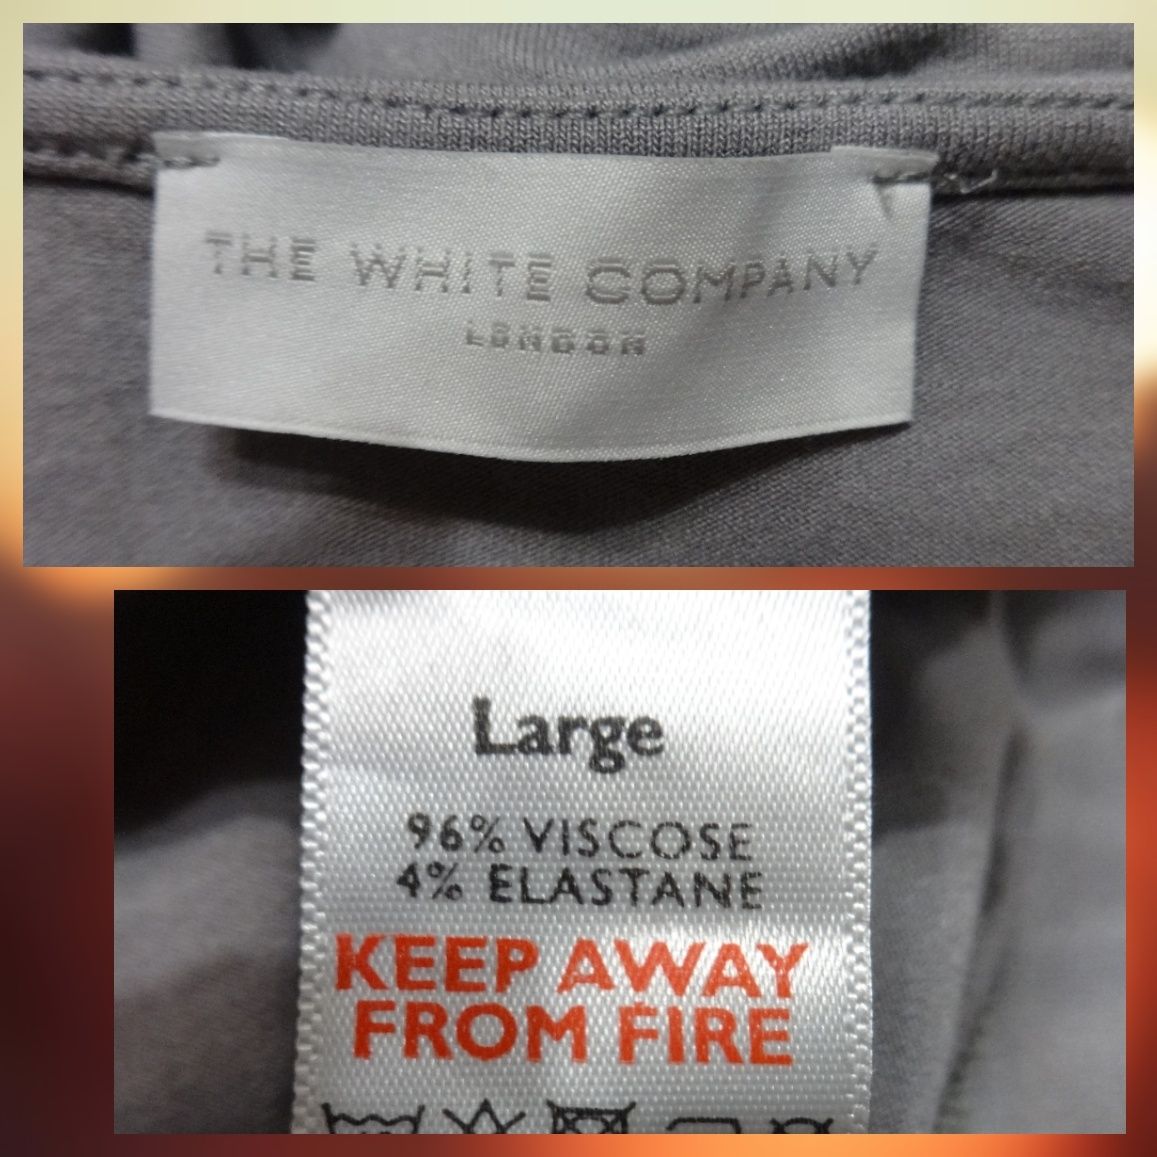 THE WHITE COMPANY
LONDON
Large
96% VISCOSE
4% ELASTANE
KEEP AWAY
FROM FIRE